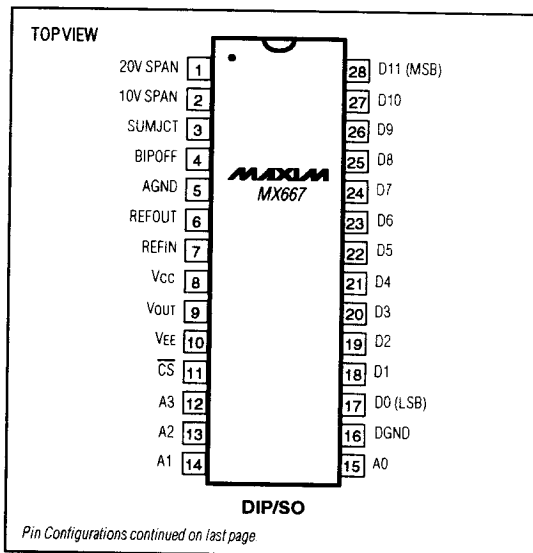 TOP VIEW
20V SPAN 1
10V SPAN 2
SUMJCT 3
BIPOFF 4
AGND 5
REFOUT 6
REFIN 7
VCC 8
VOUT 9
VEE 10
C̅S̅ 11
A3 12
A2 13
A1 14
MAXIM
MX667
28 D11 (MSB)
27 D10
26 D9
25 D8
24 D7
23 D6
22 D5
21 D4
20 D3
19 D2
18 D1
17 D0 (LSB)
16 DGND
15 A0
DIP/SO
Pin Configurations continued on last page.